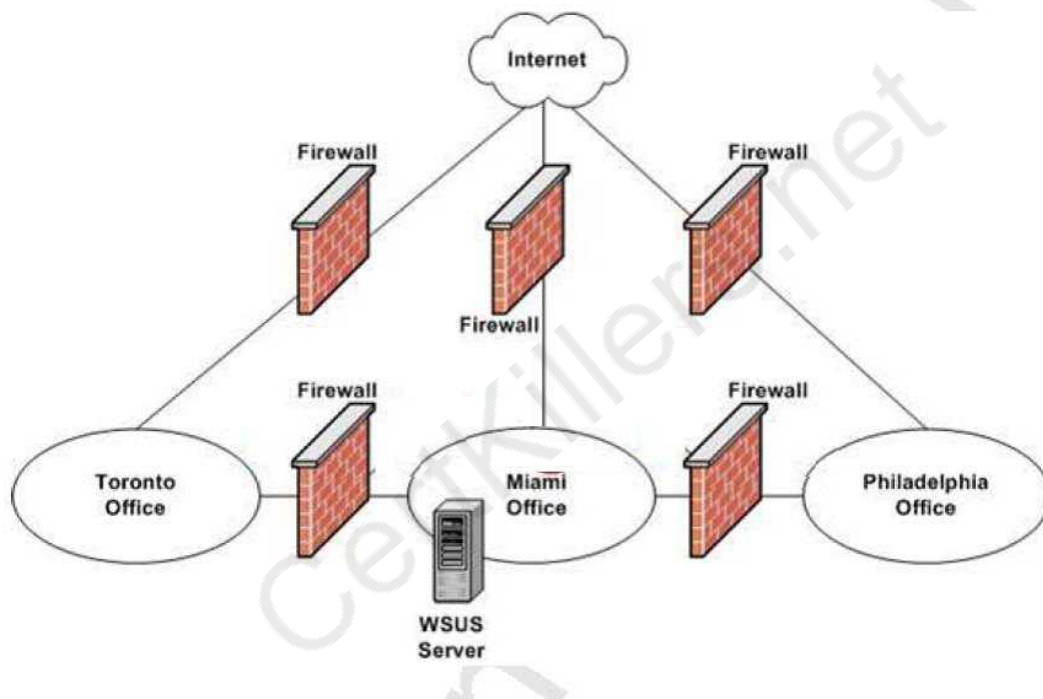 Internet
Firewall
Firewall
Firewall
Firewall
Firewall
Toronto
Office
Miami
Office
Philadelphia
Office
WSUS
Server
CertKillers.net